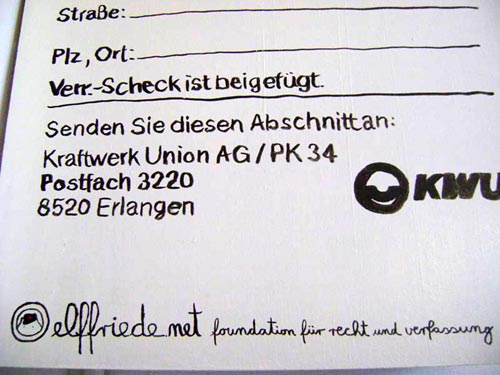 Straße:
Plz, Ort:
Verr.-Scheck ist beigefügt.
Senden Sie diesen Abschnitt an:
Kraftwerk Union AG / PK 34
Postfach 3220
8520 Erlangen
KWU
elffriede.net foundation für recht und verfassung